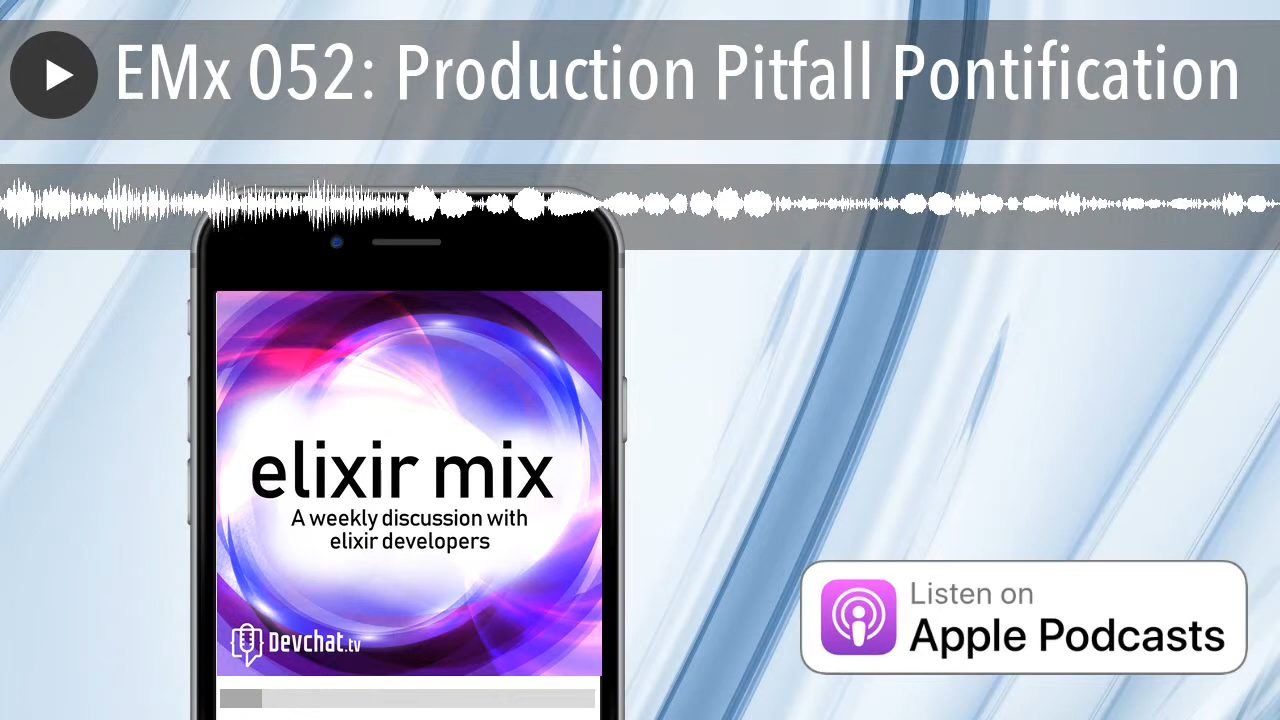 EMx 052: Production Pitfall Pontification
elixir mix
A weekly discussion with
elixir developers
Devchat.tv
Listen on
Apple Podcasts